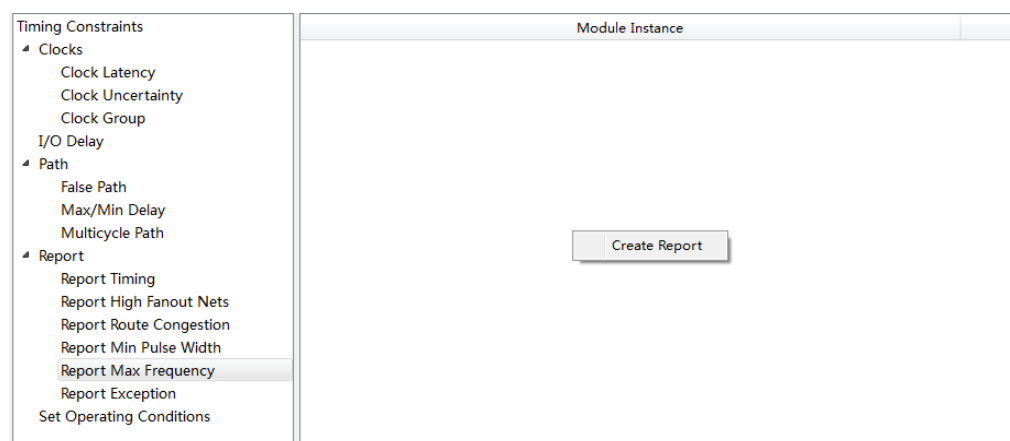 Timing Constraints
Clocks
Clock Latency
Clock Uncertainty
Clock Group
I/O Delay
Path
False Path
Max/Min Delay
Multicycle Path
Report
Report Timing
Report High Fanout Nets
Report Route Congestion
Report Min Pulse Width
Report Max Frequency
Report Exception
Set Operating Conditions
Module Instance
Create Report